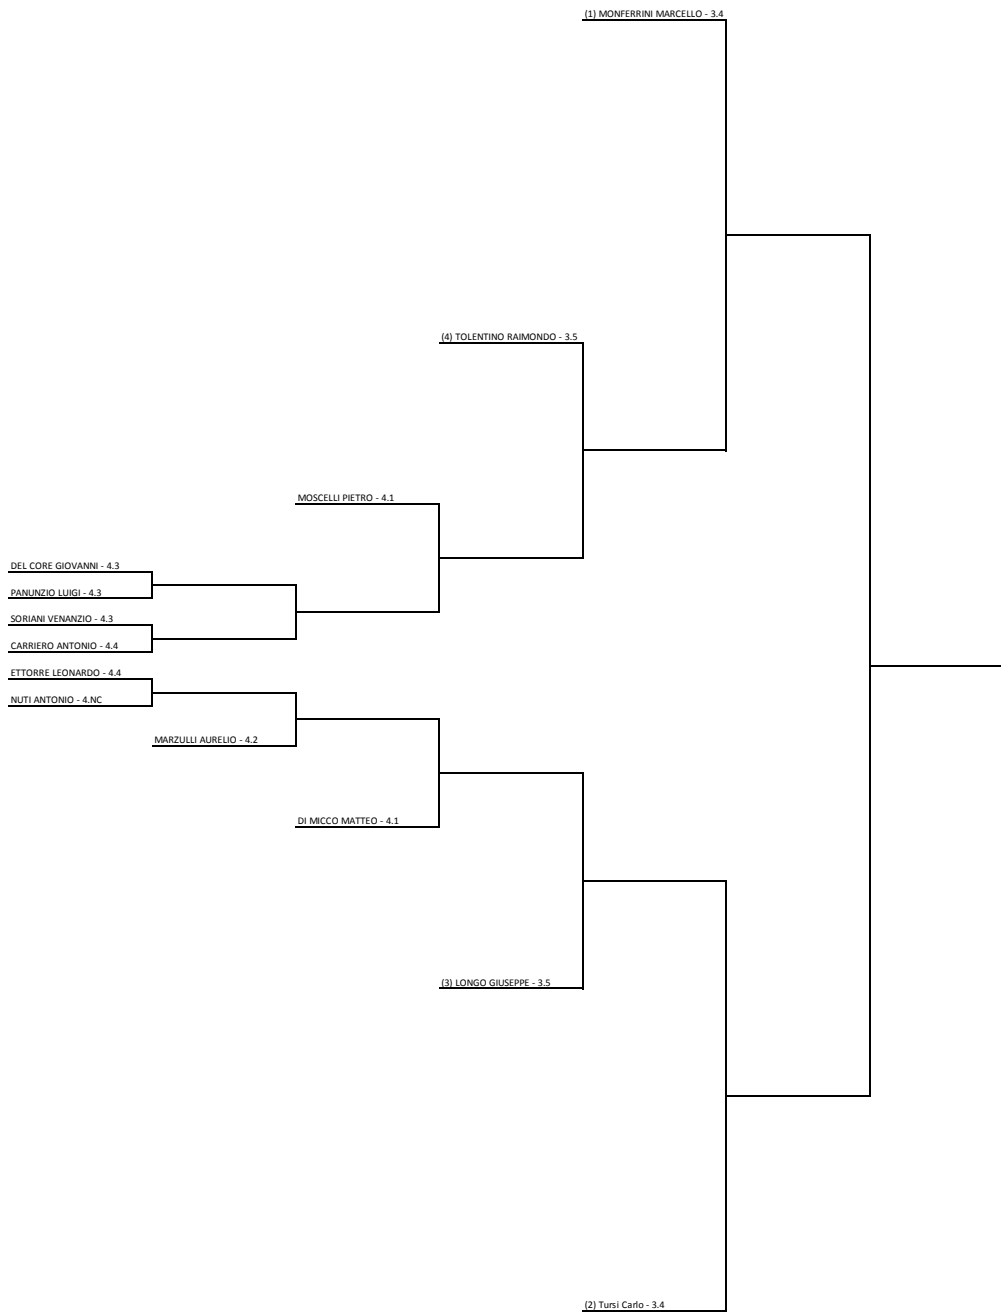 (1) MONFERRINI MARCELLO - 3.4
(4) TOLENTINO RAIMONDO - 3.5
MOSCELLI PIETRO - 4.1
DEL CORE GIOVANNI - 4.3
PANUNZIO LUIGI - 4.3
SORIANI VENANZIO - 4.3
CARRIERO ANTONIO - 4.4
ETTORRE LEONARDO - 4.4
NUTI ANTONIO - 4.NC
MARZULLI AURELIO - 4.2
DI MICCO MATTEO - 4.1
(3) LONGO GIUSEPPE - 3.5
(2) Tursi Carlo - 3.4